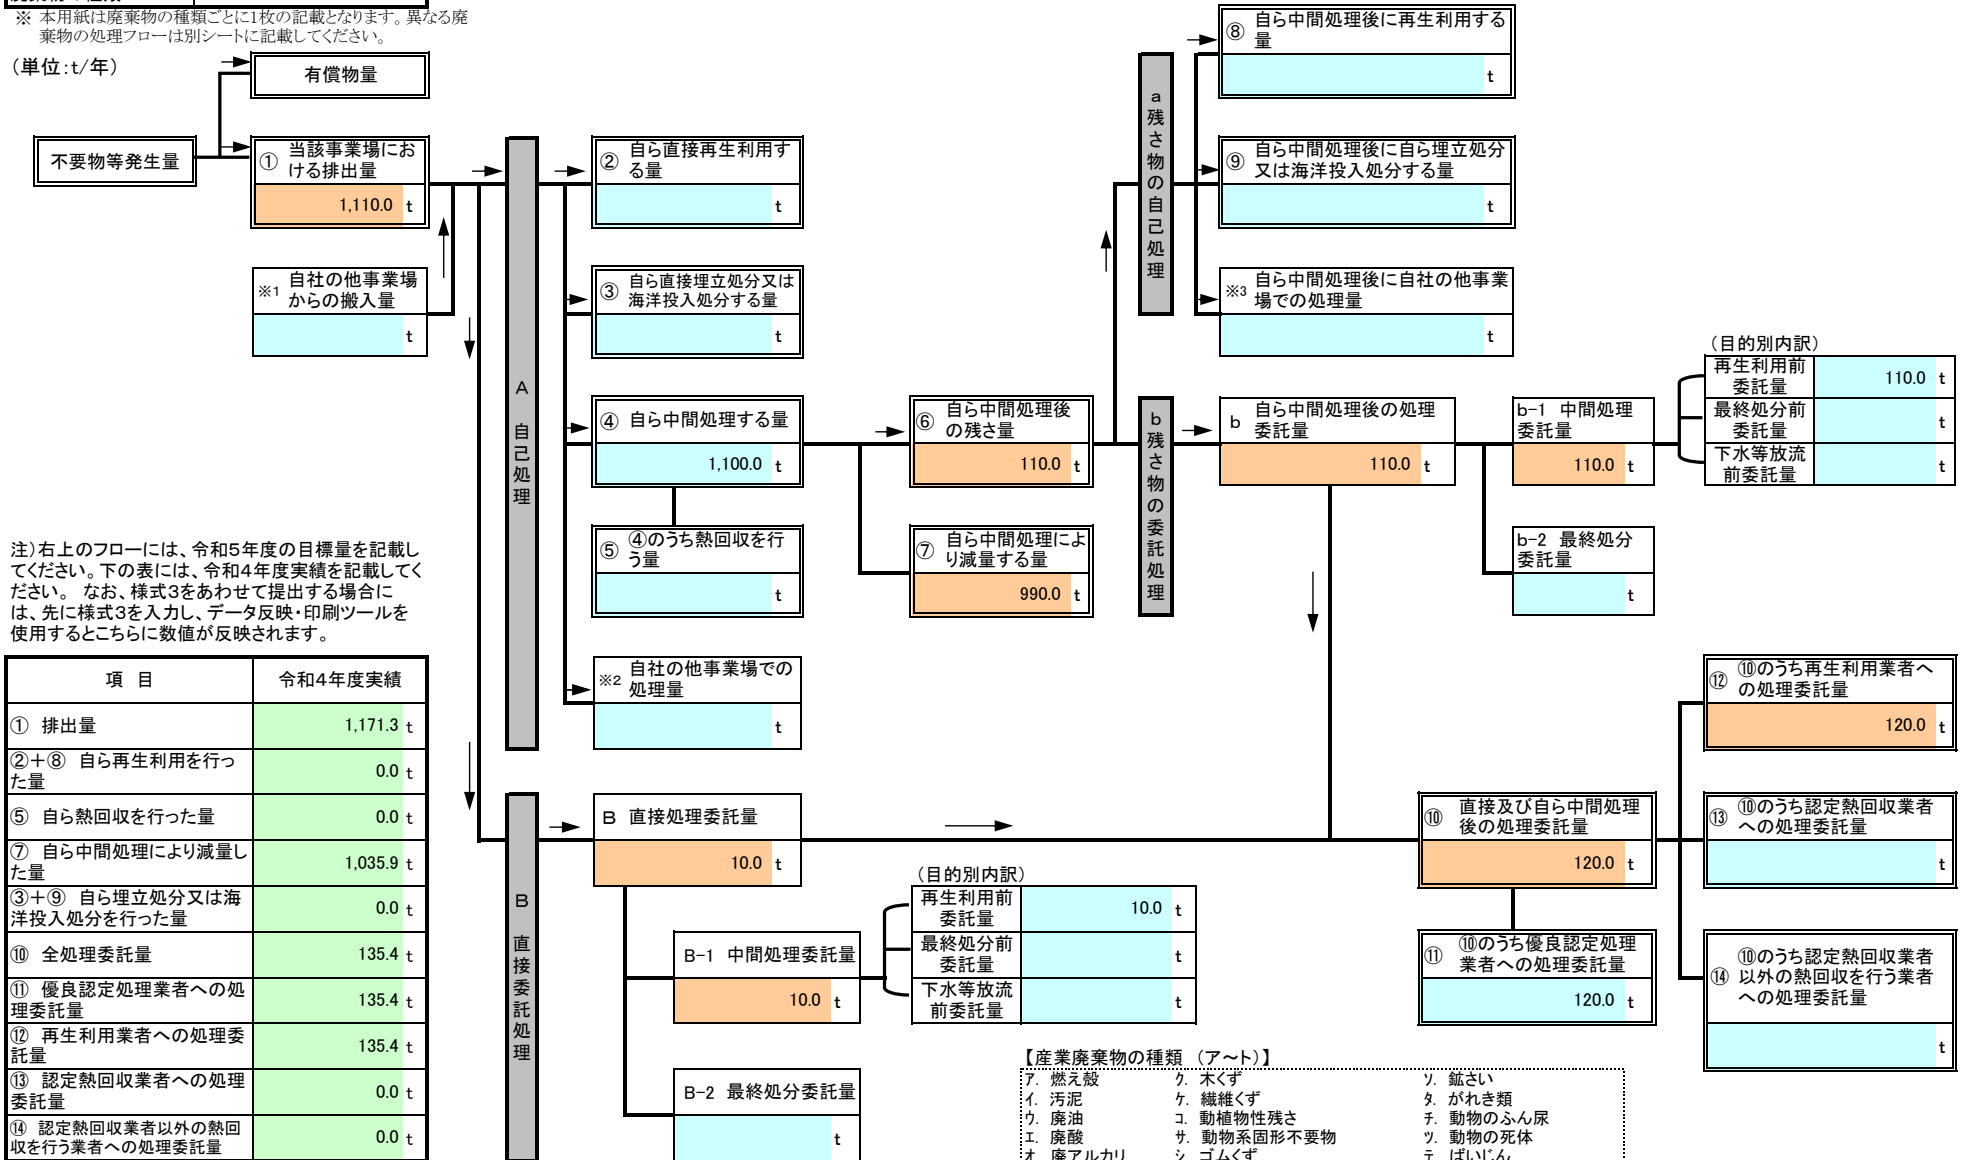 ※ 本用紙は廃棄物の種類ごとに1枚の記載となります。異なる廃
棄物の処理フローは別シートに記載してください。
(単位:t/年)
有償物量
不要物等発生量
① 当該事業場にお
ける排出量
1,110.0 t
※1 自社の他事業場
からの搬入量
t
A 自己処理
② 自ら直接再生利用す
る量
t
③ 自ら直接埋立処分又は
海洋投入処分する量
t
④ 自ら中間処理する量
1,100.0 t
⑤ ④のうち熱回収を行
う量
t
※2 自社の他事業場での
処理量
t
⑥ 自ら中間処理後
の残さ量
110.0 t
⑦ 自ら中間処理によ
り減量する量
990.0 t
a 残さ物の自己処理
⑧ 自ら中間処理後に再生利用する
量
t
⑨ 自ら中間処理後に自ら埋立処分
又は海洋投入処分する量
t
※3 自ら中間処理後に自社の他事業
場での処理量
t
b 残さ物の委託処理
b 自ら中間処理後の処理
委託量
110.0 t
b-1 中間処理
委託量
110.0 t
b-2 最終処分
委託量
t
(目的別内訳)
再生利用前
委託量
110.0 t
最終処分前
委託量
t
下水等放流
前委託量
t
注)右上のフローには、令和5年度の目標量を記載し
てください。下の表には、令和4年度実績を記載してく
ださい。 なお、様式3をあわせて提出する場合に
は、先に様式3を入力し、データ反映・印刷ツールを
使用するとこちらに数値が反映されます。
項 目 令和4年度実績
① 排出量 1,171.3 t
②+⑧ 自ら再生利用を行っ
た量
0.0 t
⑤ 自ら熱回収を行った量 0.0 t
⑦ 自ら中間処理により減量し
た量
1,035.9 t
③+⑨ 自ら埋立処分又は海
洋投入処分を行った量
0.0 t
⑩ 全処理委託量 135.4 t
⑪ 優良認定処理業者への処
理委託量
135.4 t
⑫ 再生利用業者への処理委
託量
135.4 t
⑬ 認定熱回収業者への処理
委託量
0.0 t
⑭ 認定熱回収業者以外の熱回
収を行う業者への処理委託量
0.0 t
B 直接委託処理
B 直接処理委託量
10.0 t
B-1 中間処理委託量
10.0 t
B-2 最終処分委託量
t
(目的別内訳)
再生利用前
委託量
10.0 t
最終処分前
委託量
t
下水等放流
前委託量
t
⑩ 直接及び自ら中間処理
後の処理委託量
120.0 t
⑪ ⑩のうち優良認定処理
業者への処理委託量
120.0 t
⑫ ⑩のうち再生利用業者へ
の処理委託量
120.0 t
⑬ ⑩のうち認定熱回収業者
への処理委託量
t
⑭ ⑩のうち認定熱回収業者
以外の熱回収を行う業者
への処理委託量
t
【産業廃棄物の種類 (ア~ト)】
ア. 燃え殻 ク. 木くず ソ. 鉱さい
イ. 汚泥 ケ. 繊維くず タ. がれき類
ウ. 廃油 コ. 動植物性残さ チ. 動物のふん尿
エ. 廃酸 サ. 動物系固形不要物 ツ. 動物の死体
オ. 廃アルカリ シ. ゴムくず テ. ばいじん